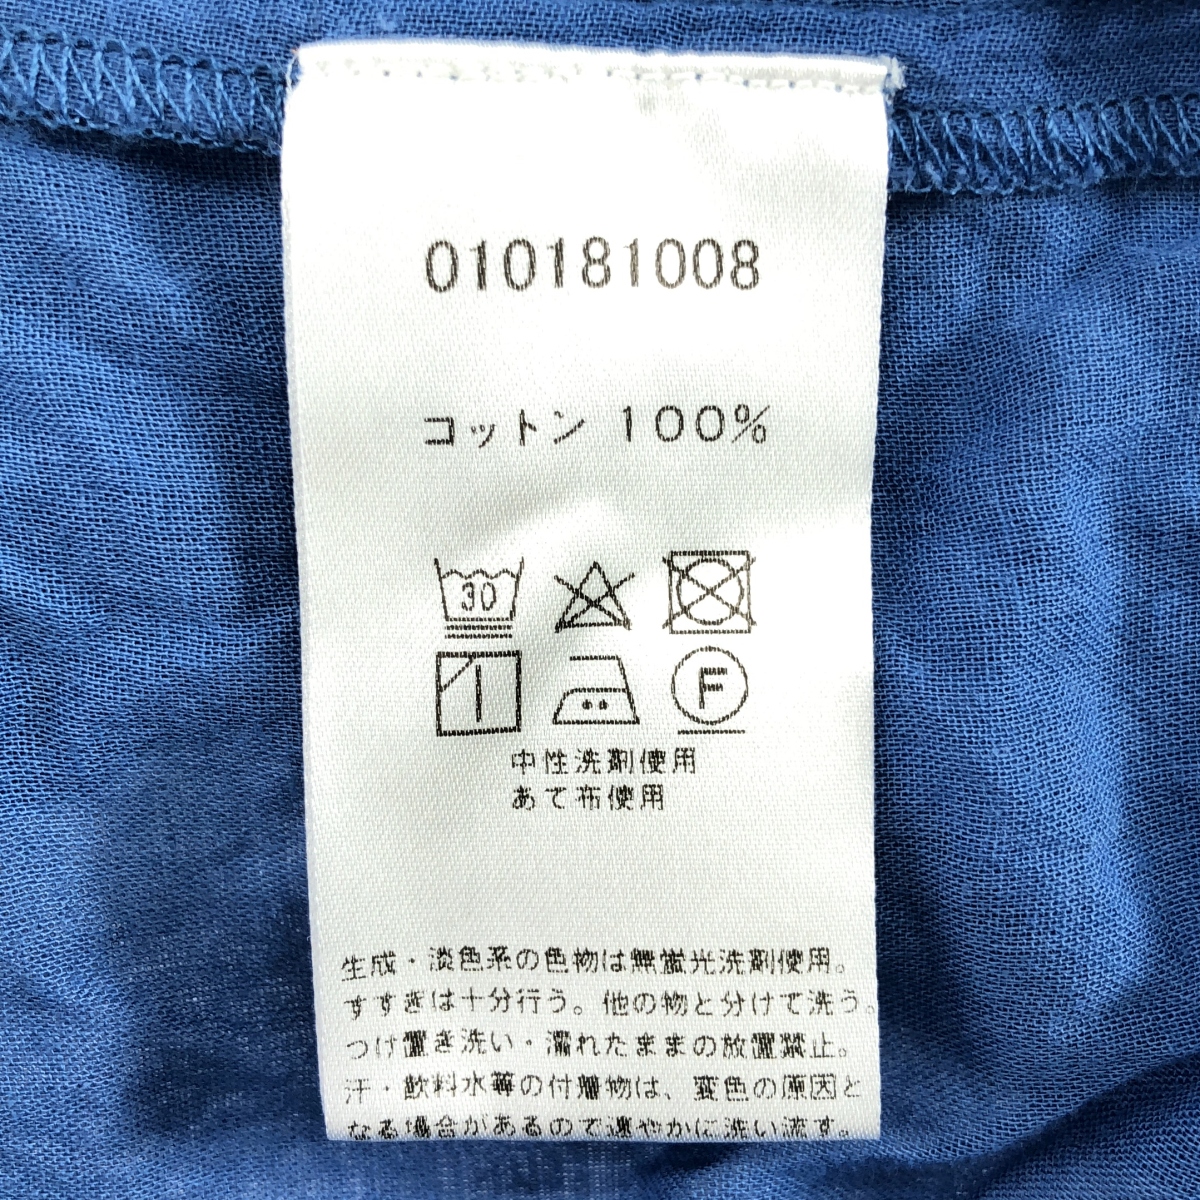 010181008
コットン 100%
30
F
中性洗剤使用
あて布使用
生成・淡色系の色物は無蛍光洗剤使用。
すすぎは十分行う。他の物と分けて洗う。
つけ置き洗い・濡れたままの放置禁止。
汗・飲料水等の付着物は、変色の原因と
なる場合があるので速やかに洗い流す。